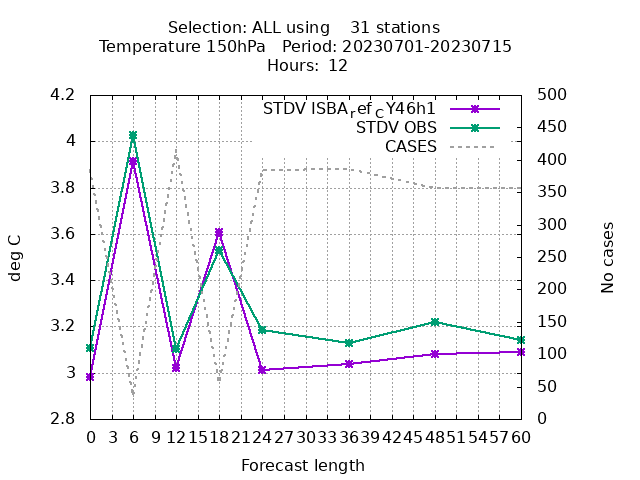 Selection: ALL using    31 stations
Temperature 150hPa   Period: 20230701-20230715
Hours: 12
STDV ISBA_ref_CY46h1
STDV OBS
CASES
4.2
4
3.8
3.6
3.4
3.2
3
2.8
deg C
500
450
400
350
300
250
200
150
100
50
0
No cases
0 3 6 9 12 15 18 21 24 27 30 33 36 39 42 45 48 51 54 57 60
Forecast length